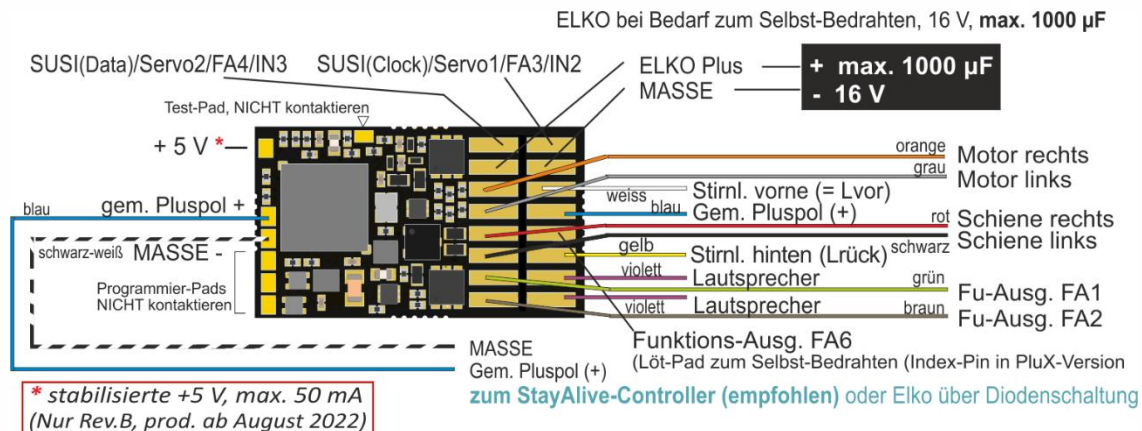 ELKO bei Bedarf zum Selbst-Bedrahten, 16 V, max. 1000 µF
SUSI(Data)/Servo2/FA4/IN3
SUSI(Clock)/Servo1/FA3/IN2
ELKO Plus
MASSE
+ max. 1000 µF
- 16 V
Test-Pad, NICHT kontaktieren
+ 5 V *
orange
Motor rechts
grau
Motor links
weiss
Stirnl. vorne (= Lvor)
blau
Gem. Pluspol (+)
blau
gem. Pluspol +
rot
Schiene rechts
schwarz
Schiene links
schwarz-weiß
MASSE -
gelb
Stirnl. hinten (Lrück)
violett
Lautsprecher
grün
Fu-Ausg. FA1
Programmier-Pads
NICHT kontaktieren
violett
Lautsprecher
braun
Fu-Ausg. FA2
Funktions-Ausg. FA6
(Löt-Pad zum Selbst-Bedrahten (Index-Pin in PluX-Version
MASSE
Gem. Pluspol (+)
zum StayAlive-Controller (empfohlen) oder Elko über Diodenschaltung
* stabilisierte +5 V, max. 50 mA
(Nur Rev.B, prod. ab August 2022)